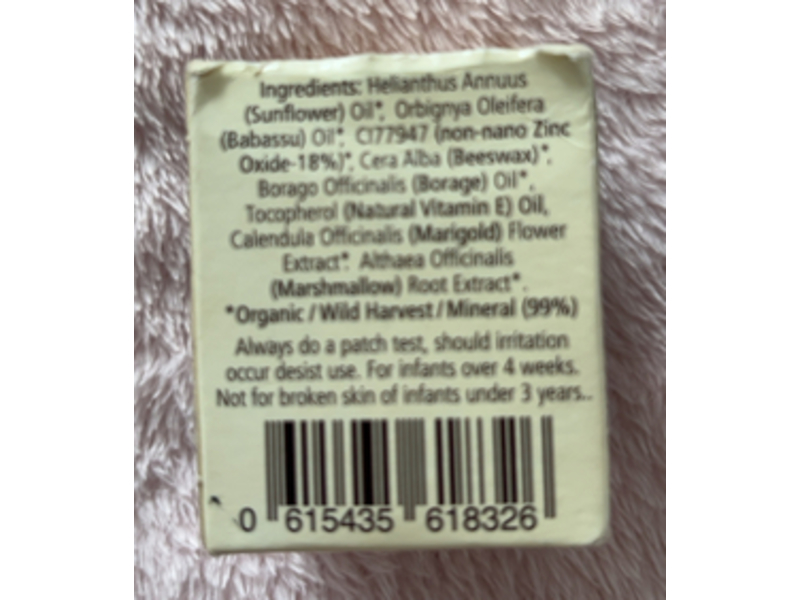 Ingredients: Helianthus Annuus
(Sunflower) Oil*, Orbignya Oleifera
(Babassu) Oil*, CI77947 (non-nano Zinc
Oxide-18%)*, Cera Alba (Beeswax)*,
Borago Officinalis (Borage) Oil*,
Tocopherol (Natural Vitamin E) Oil,
Calendula Officinalis (Marigold) Flower
Extract*, Althaea Officinalis
(Marshmallow) Root Extract*.
*Organic / Wild Harvest / Mineral (99%)
Always do a patch test, should irritation
occur desist use. For infants over 4 weeks.
Not for broken skin of infants under 3 years..
0 615435 618326